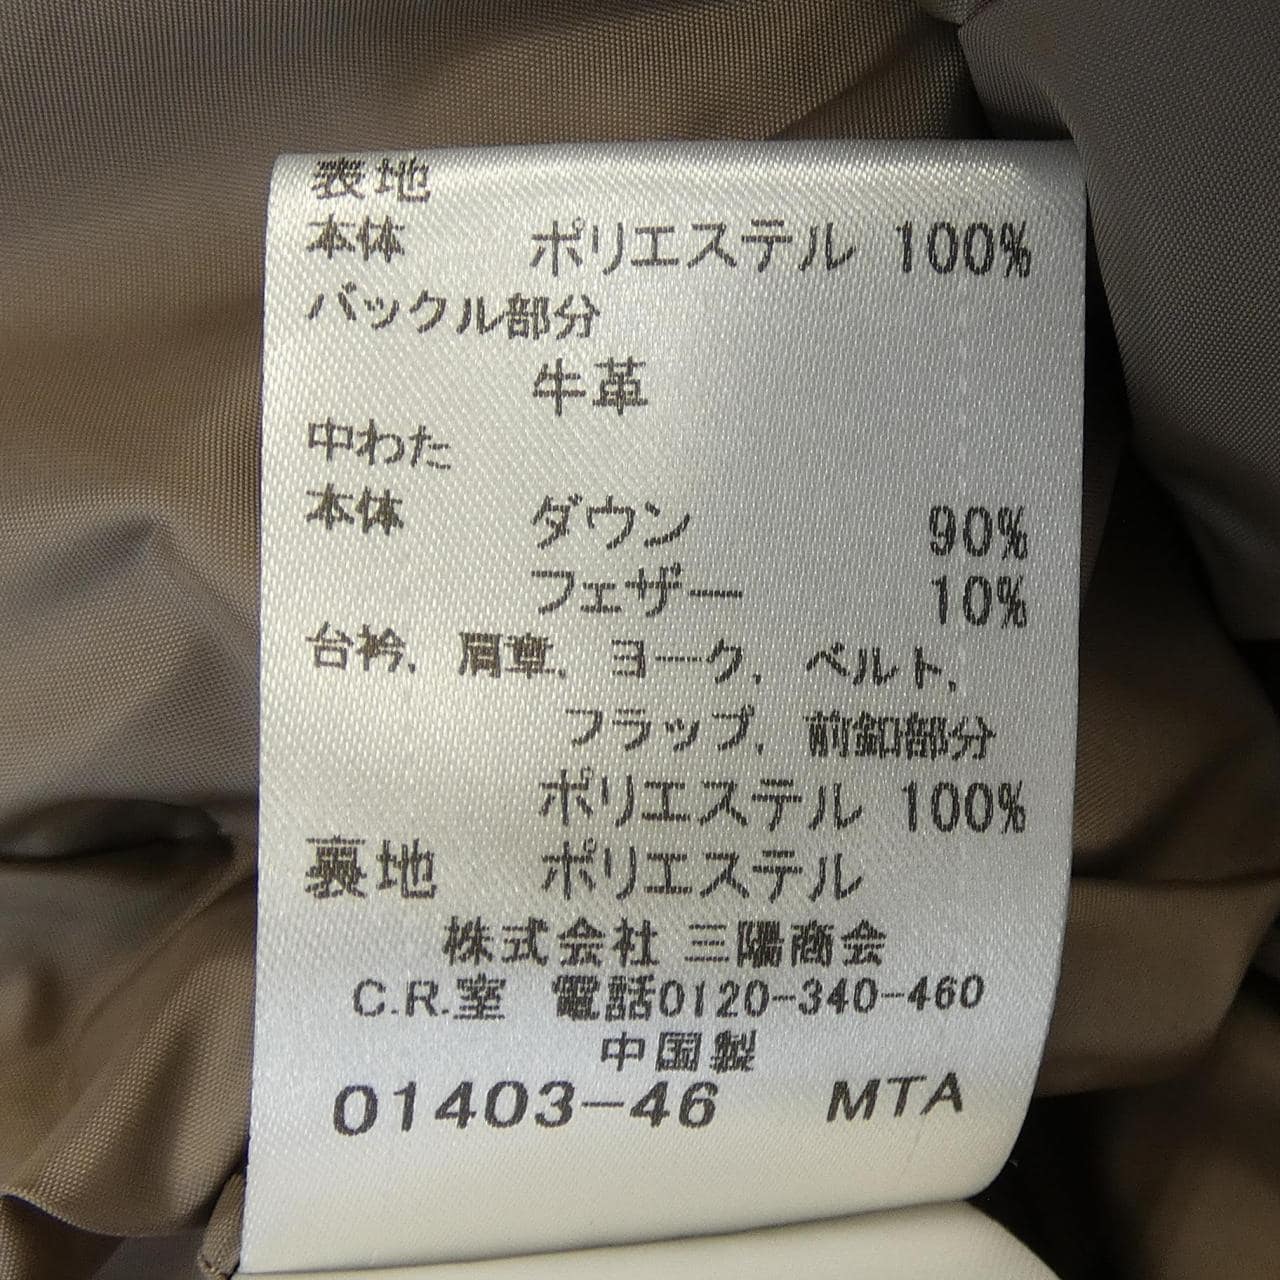 表地
本体 ポリエステル 100%
バックル部分
牛革
中わた
本体 ダウン 90%
フェザー 10%
台衿、肩章、ヨーク、ベルト、
フラップ、前釦部分
ポリエステル 100%
裏地 ポリエステル
株式会社 三陽商会
C.R.室 電話0120-340-460
中国製
01403-46 MTA